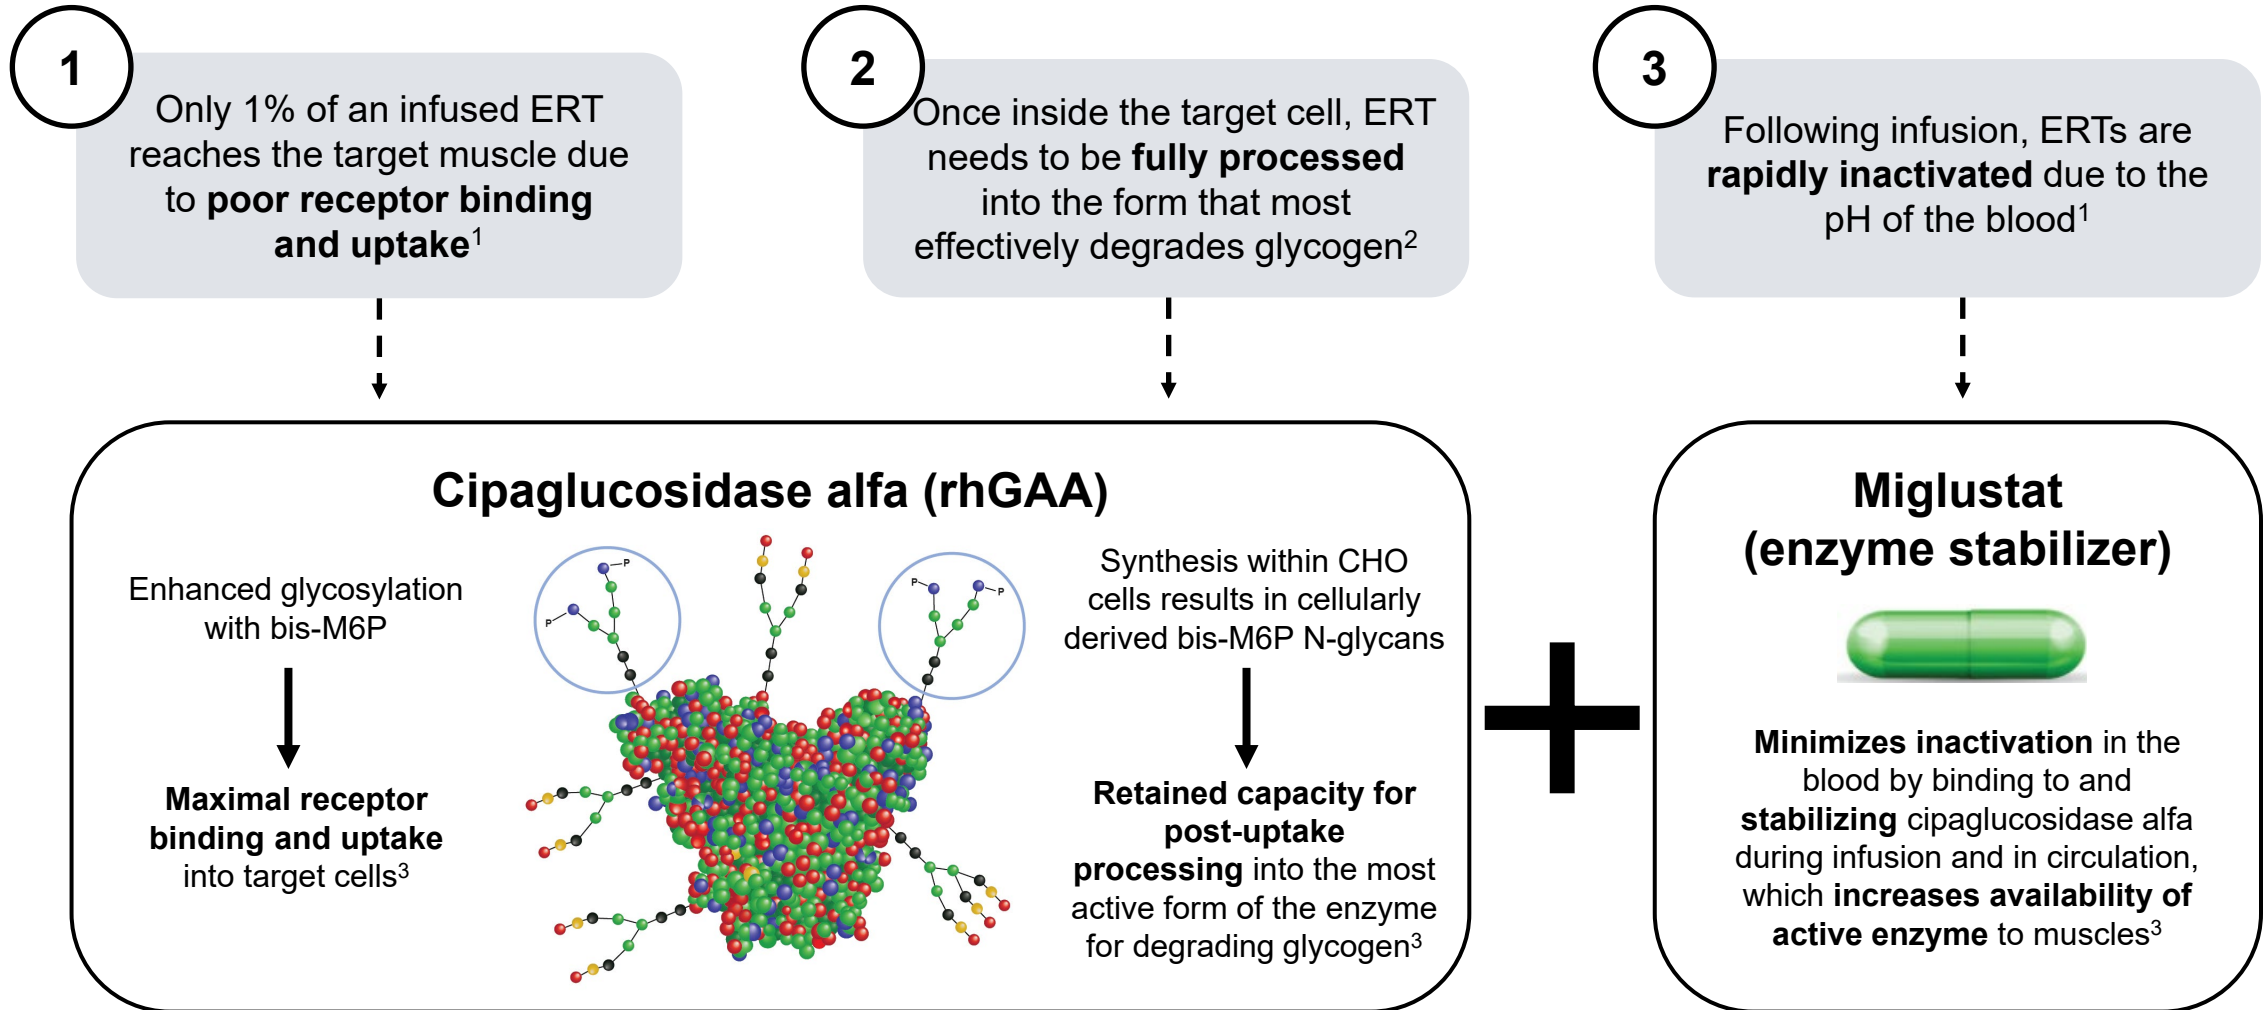 1
Only 1% of an infused ERT
reaches the target muscle due
to poor receptor binding
and uptake1
2
Once inside the target cell, ERT
needs to be fully processed
into the form that most
effectively degrades glycogen2
3
Following infusion, ERTs are
rapidly inactivated due to the
pH of the blood1
Cipaglucosidase alfa (rhGAA)
Enhanced glycosylation
with bis-M6P
Maximal receptor
binding and uptake
into target cells3
P
P
P
P
Synthesis within CHO
cells results in cellularly
derived bis-M6P N-glycans
Retained capacity for
post-uptake
processing into the most
active form of the enzyme
for degrading glycogen3
+
Miglustat
(enzyme stabilizer)
Minimizes inactivation in the
blood by binding to and
stabilizing cipaglucosidase alfa
during infusion and in circulation,
which increases availability of
active enzyme to muscles3